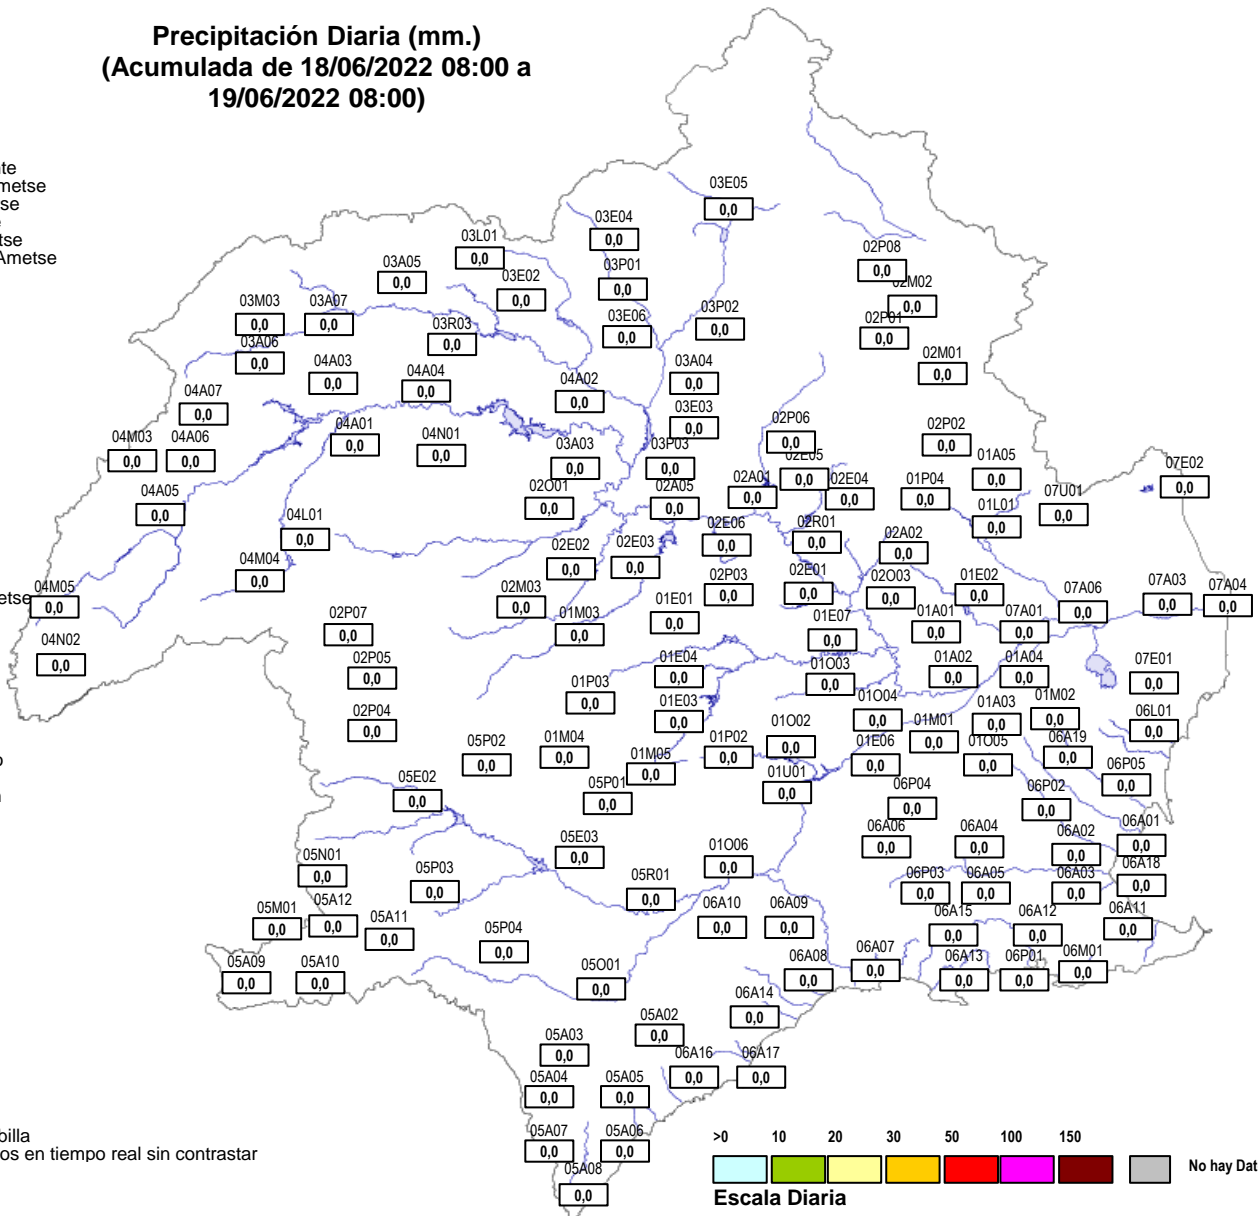 Precipitación Diaria (mm.)
(Acumulada de 18/06/2022 08:00 a
19/06/2022 08:00)
te
metse
se
tse
Ametse
03E05
0,0
03E04
0,0
03L01
0,0
02P08
0,0
03A05
0,0
03P01
0,0
03E02
0,0
02M02
0,0
03M03
0,0
03A07
0,0
03P02
0,0
03E06
0,0
02P01
0,0
03R03
0,0
03A06
0,0
04A03
0,0
04A04
0,0
03A04
0,0
02M01
0,0
04A02
0,0
04A07
0,0
03E03
0,0
02P06
0,0
04A01
0,0
04N01
0,0
02P02
0,0
04M03
0,0
04A06
0,0
03A03
0,0
03P03
0,0
02E05
0,0
01A05
0,0
07E02
0,0
04A05
0,0
02O01
0,0
02A05
0,0
02A01
0,0
02E04
0,0
01P04
0,0
07U01
0,0
01L01
0,0
04L01
0,0
02E06
0,0
02R01
0,0
02A02
0,0
02E02
0,0
02E03
0,0
04M04
0,0
02P03
0,0
02E01
0,0
02O03
0,0
01E02
0,0
07A06
0,0
07A03
0,0
07A04
0,0
etse
04M05
0,0
02M03
0,0
01M03
0,0
01E01
0,0
02P07
0,0
01E07
0,0
01A01
0,0
07A01
0,0
04N02
0,0
02P05
0,0
01E04
0,0
01O03
0,0
01A02
0,0
01A04
0,0
07E01
0,0
01P03
0,0
01E03
0,0
01O04
0,0
01A03
0,0
01M02
0,0
06L01
0,0
02P04
0,0
01O02
0,0
01M01
0,0
05P02
0,0
01M04
0,0
01M05
0,0
01P02
0,0
01E06
0,0
01O05
0,0
06A19
0,0
o
05E02
0,0
05P01
0,0
01U01
0,0
06P04
0,0
06P02
0,0
06P05
0,0
05E03
0,0
01O06
0,0
06A06
0,0
06A04
0,0
06A02
0,0
06A01
0,0
05N01
0,0
05P03
0,0
05R01
0,0
06P03
0,0
06A05
0,0
06A03
0,0
06A18
0,0
05M01
0,0
05A12
0,0
05A11
0,0
06A10
0,0
06A09
0,0
06A15
0,0
06A12
0,0
06A11
0,0
05P04
0,0
05A09
0,0
05A10
0,0
05O01
0,0
06A08
0,0
06A07
0,0
06A13
0,0
06P01
0,0
06M01
0,0
06A14
0,0
05A02
0,0
05A03
0,0
06A16
0,0
06A17
0,0
05A04
0,0
05A05
0,0
05A07
0,0
05A06
0,0
05A08
0,0
billa
os en tiempo real sin contrastar
>0 10 20 30 50 100 150
No hay Dat
Escala Diaria